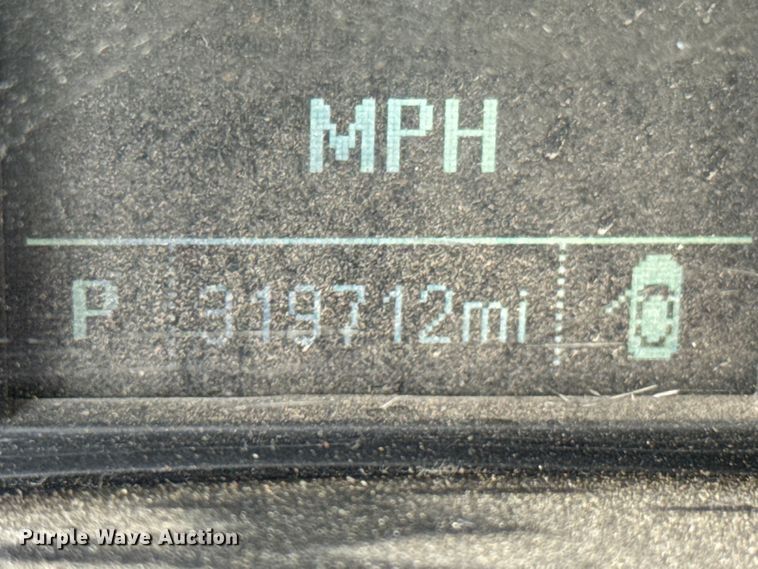 MPH
P 319712mi
Purple Wave Auction